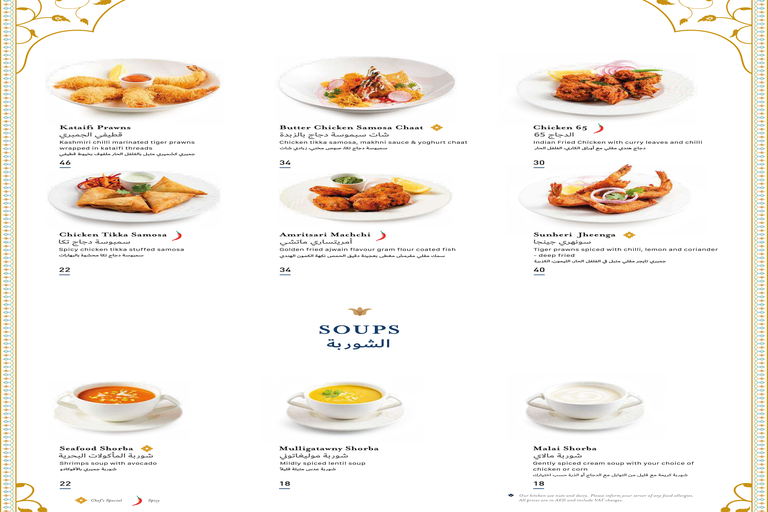 Kataifi Prawns
قطيفي الجمبري
Kashmiri chilli marinated tiger prawns
wrapped in kataifi threads
جمبري كشميري متبل بالفلفل الحار ملفوف بخيوط قطيفي
46
Butter Chicken Samosa Chaat
شات سيموسة دجاج بالزبدة
Chicken tikka samosa, makhni sauce & yoghurt chaat
سيموسة دجاج تكا، صوص مخني، زبادي شات
34
Chicken 65
الدجاج 65
Indian Fried Chicken with curry leaves and chilli
دجاج هندي مقلي مع أوراق الكاري، الفلفل الحار
30
Chicken Tikka Samosa
سمبوسة دجاج تكا
Spicy chicken tikka stuffed samosa
سمبوسة دجاج تكا محشية بالبهارات
22
Amritsari Machchi
أمريتساري ماتشي
Golden fried ajwain flavour gram flour coated fish
سمك مقلي مقرمش مغطى بعجينة دقيق الحمص نكهة الكمون الهندي
34
Sunheri Jheenga
سونهري جينجا
Tiger prawns spiced with chilli, lemon and coriander
- deep fried
جمبري تايجر مقلي متبل في الفلفل الحار، الليمون، الكزبرة
40
SOUPS
الشوربة
Seafood Shorba
شوربة المأكولات البحرية
Shrimps soup with avocado
شوربة جمبري بالأفوكادو
22
Mulligatawny Shorba
شوربة موليغاتوني
Mildly spiced lentil soup
شوربة عدس متبلة قليلاً
18
Malai Shorba
شوربة مالاي
Gently spiced cream soup with your choice of
chicken or corn
شوربة كريمة مع قليل من التوابل مع الدجاج أو الذرة حسب اختيارك
18
Chef's Special
Spicy
Our kitchen use nuts and dairy. Please inform your server of any food allergies.
All prices are in AED and include VAT charges.